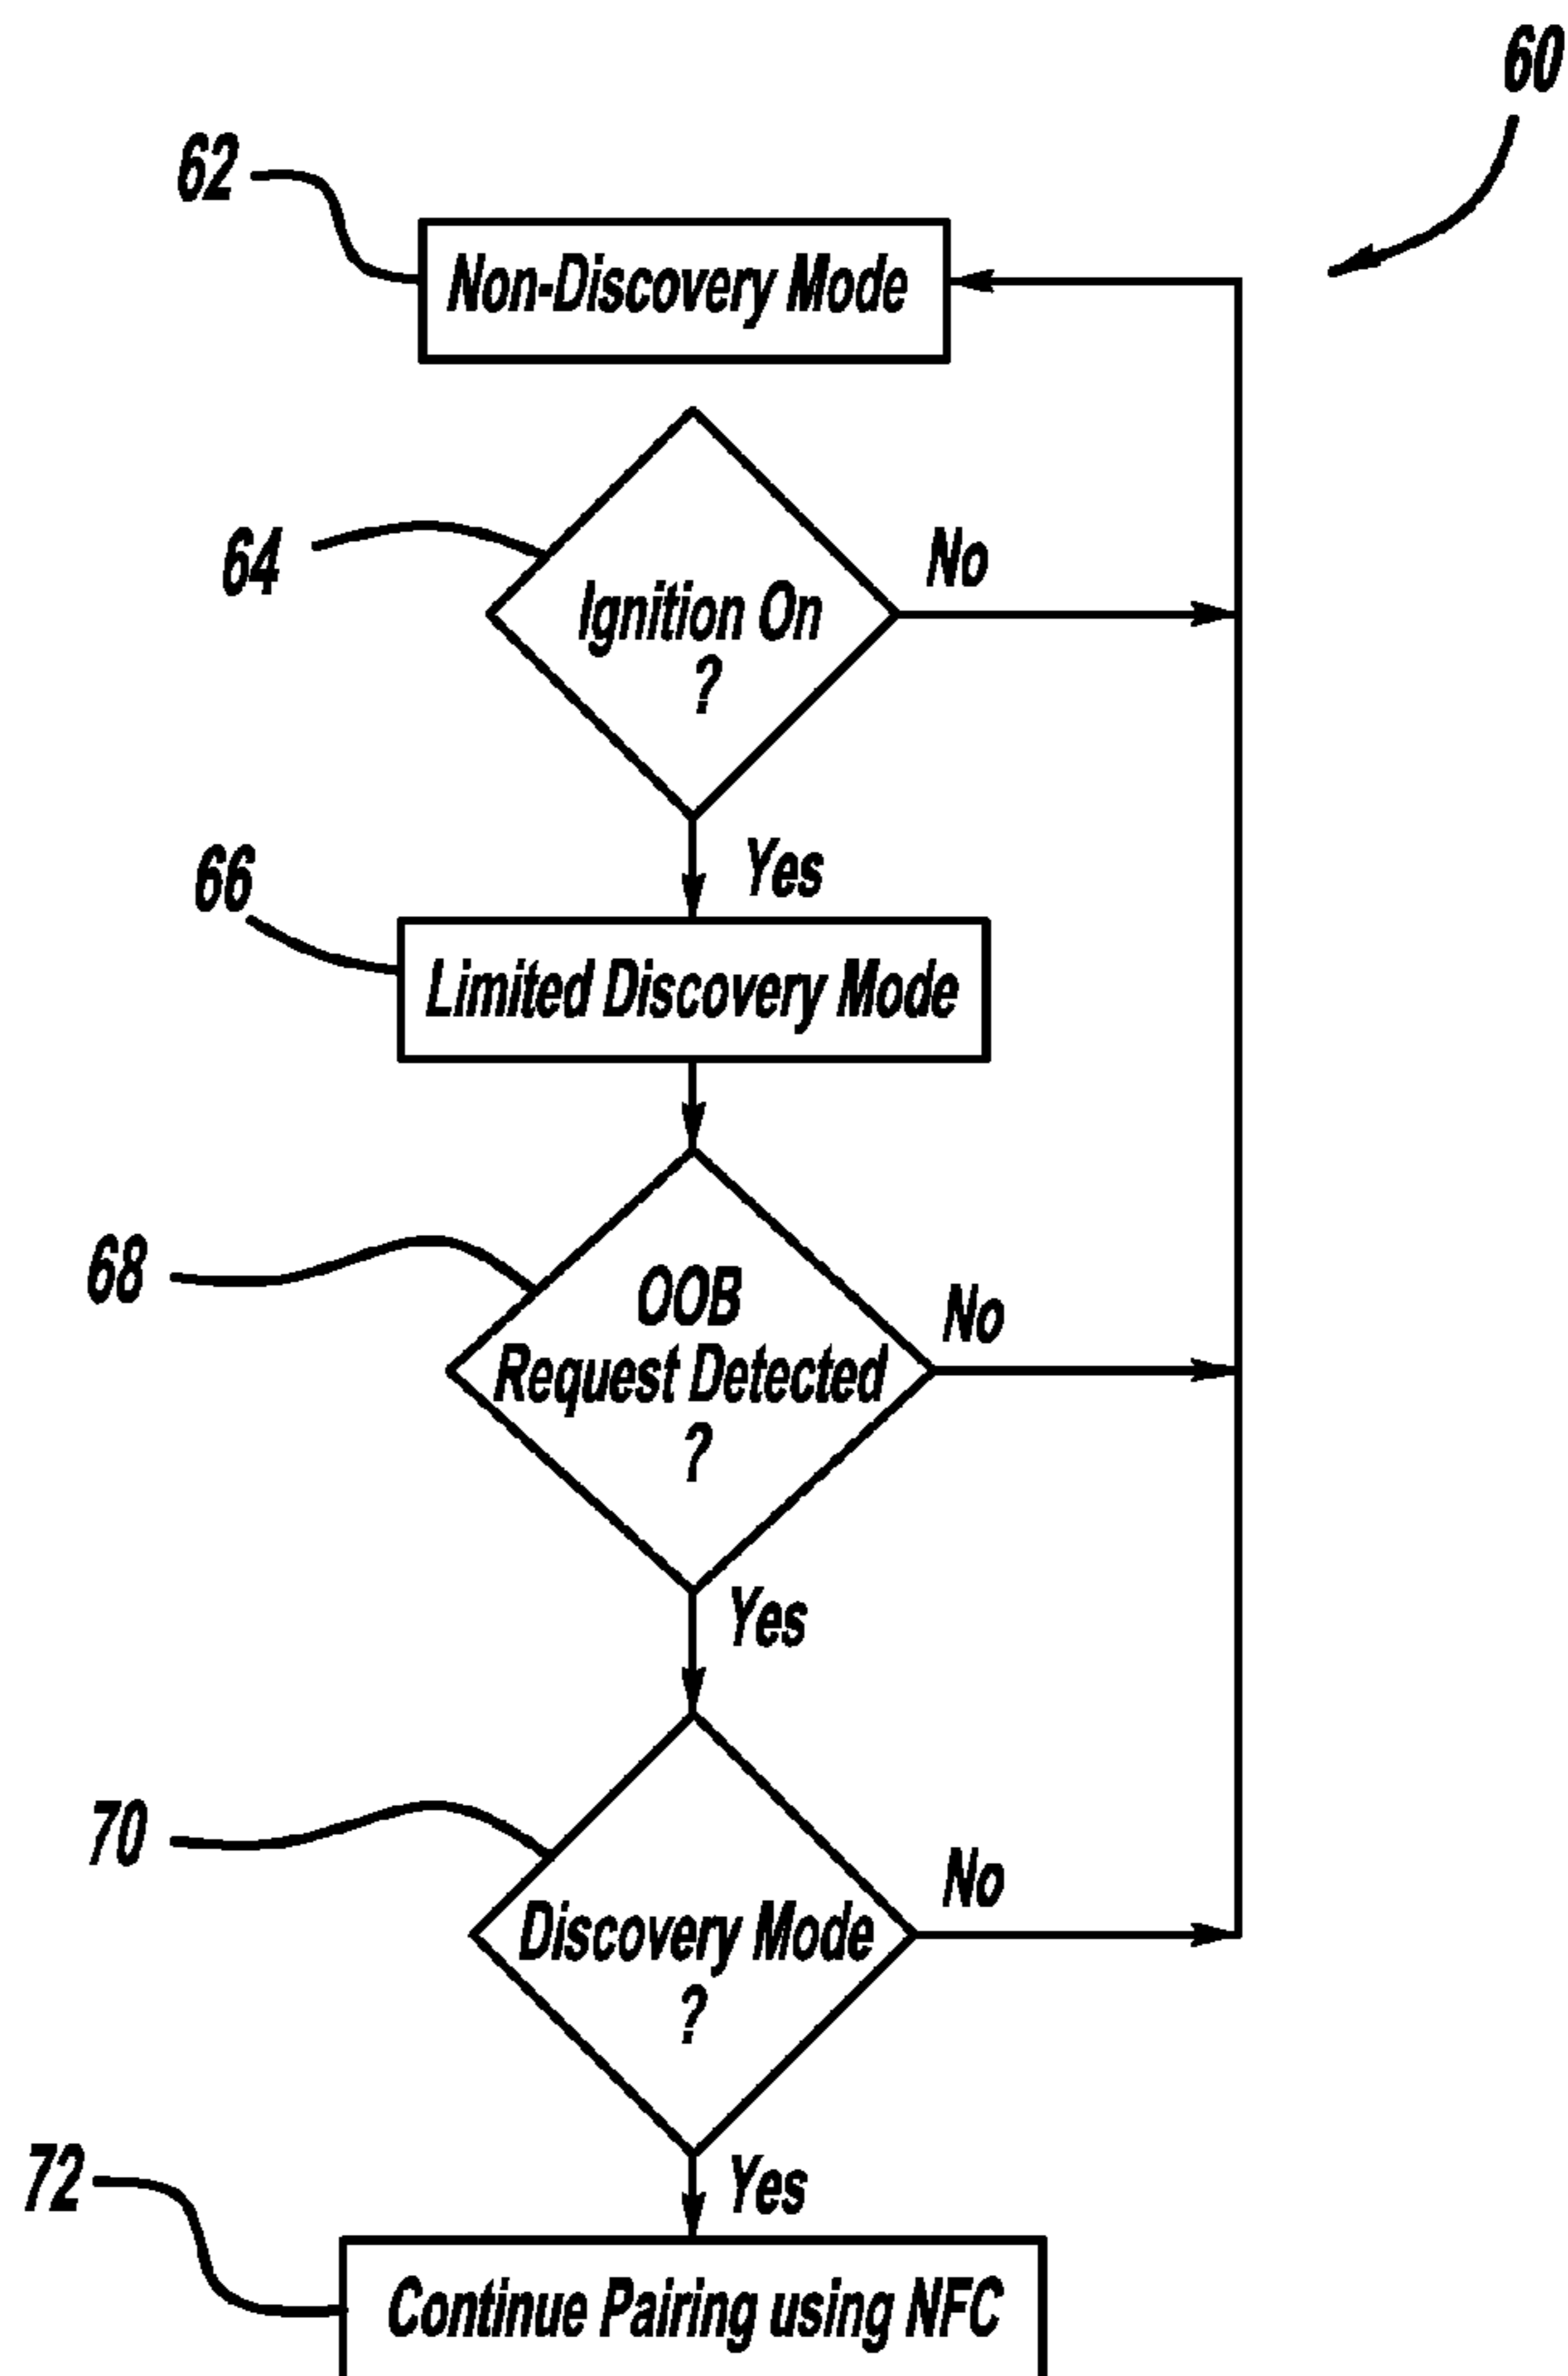 60
62
Non-Discovery Mode
64
Ignition On
?
No
Yes
66
Limited Discovery Mode
68
OOB
Request Detected
?
No
Yes
70
Discovery Mode
?
No
Yes
72
Continue Pairing using NFC